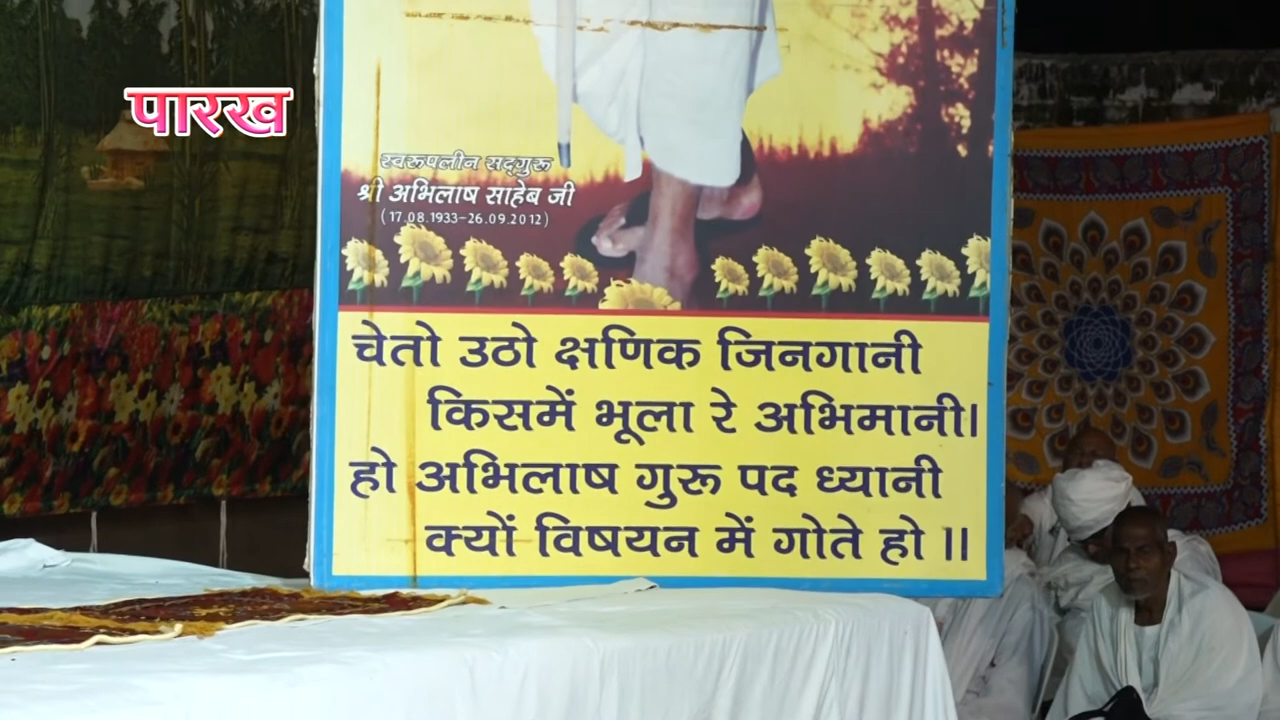 पारख
स्वरूपलीन सद्गुरू
श्री अभिलाष साहेब जी
(17.08.1933-26.09.2012)
चेतो उठो क्षणिक जिनगानी
किसमें भूला रे अभिमानी।
हो अभिलाष गुरू पद ध्यानी
क्यों विषयन में गोते हो ।।